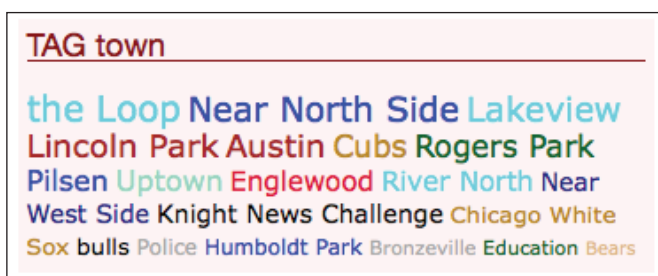 TAG town
the Loop Near North Side Lakeview
Lincoln Park Austin Cubs Rogers Park
Pilsen Uptown Englewood River North Near
West Side Knight News Challenge Chicago White
Sox bulls Police Humboldt Park Bronzeville Education Bears